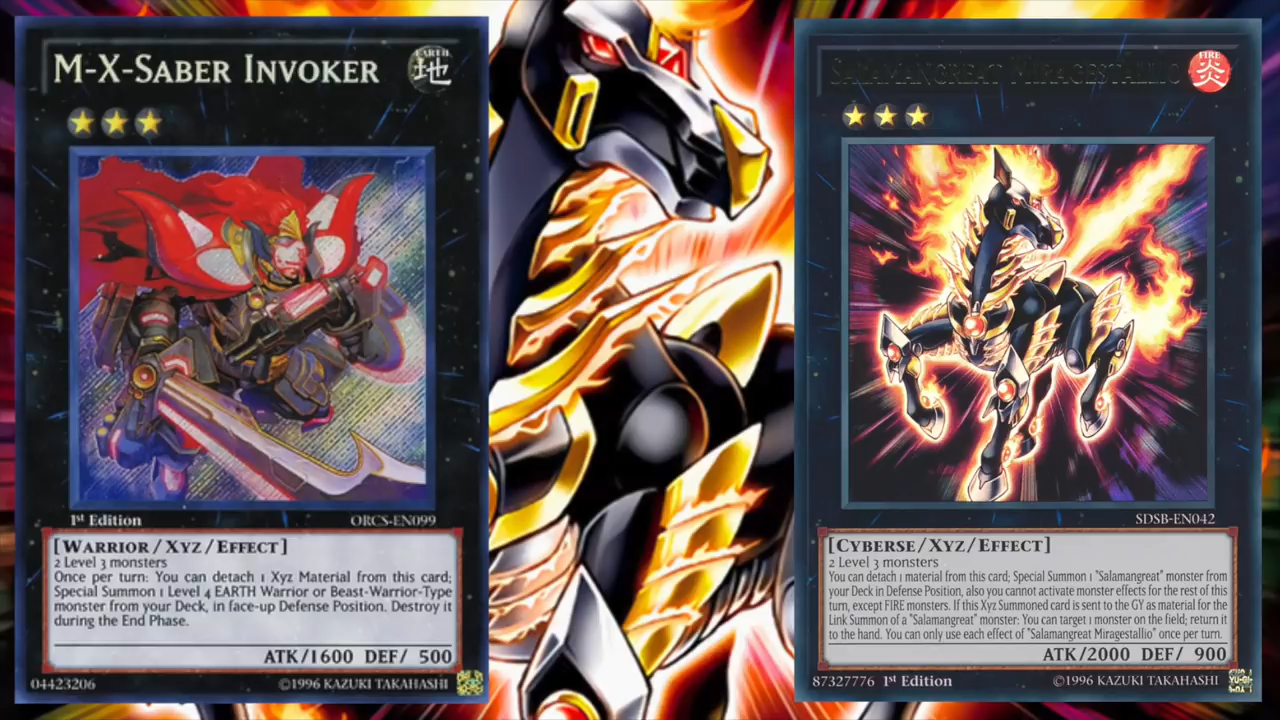 M-X-SABER INVOKER
EARTH
地
1st Edition
ORCS-EN099
[WARRIOR/XYZ/EFFECT]
2 Level 3 monsters
Once per turn: You can detach 1 Xyz Material from this card;
Special Summon 1 Level 4 EARTH Warrior or Beast-Warrior-Type
monster from your Deck, in face-up Defense Position. Destroy it
during the End Phase.
ATK/1600 DEF/ 500
04423206
©1996 KAZUKI TAKAHASHI
SALAMANGREAT MIRAGESTALLIO
FIRE
炎
SDSB-EN042
[CYBERSE/XYZ/EFFECT]
2 Level 3 monsters
You can detach 1 material from this card; Special Summon 1 "Salamangreat" monster from
your Deck in Defense Position, also you cannot activate monster effects for the rest of this
turn, except FIRE monsters. If this Xyz Summoned card is sent to the GY as material for the
Link Summon of a "Salamangreat" monster: You can target 1 monster on the field; return it
to the hand. You can only use each effect of "Salamangreat Miragestallio" once per turn.
ATK/2000 DEF/ 900
87327776 1st Edition
©1996 KAZUKI TAKAHASHI